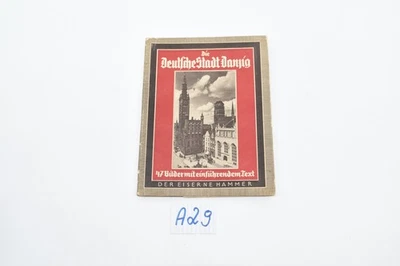 Die
Deutsche Stadt Danzig
47 Bilder mit einführendem Text
DER EISERNE HAMMER
A29